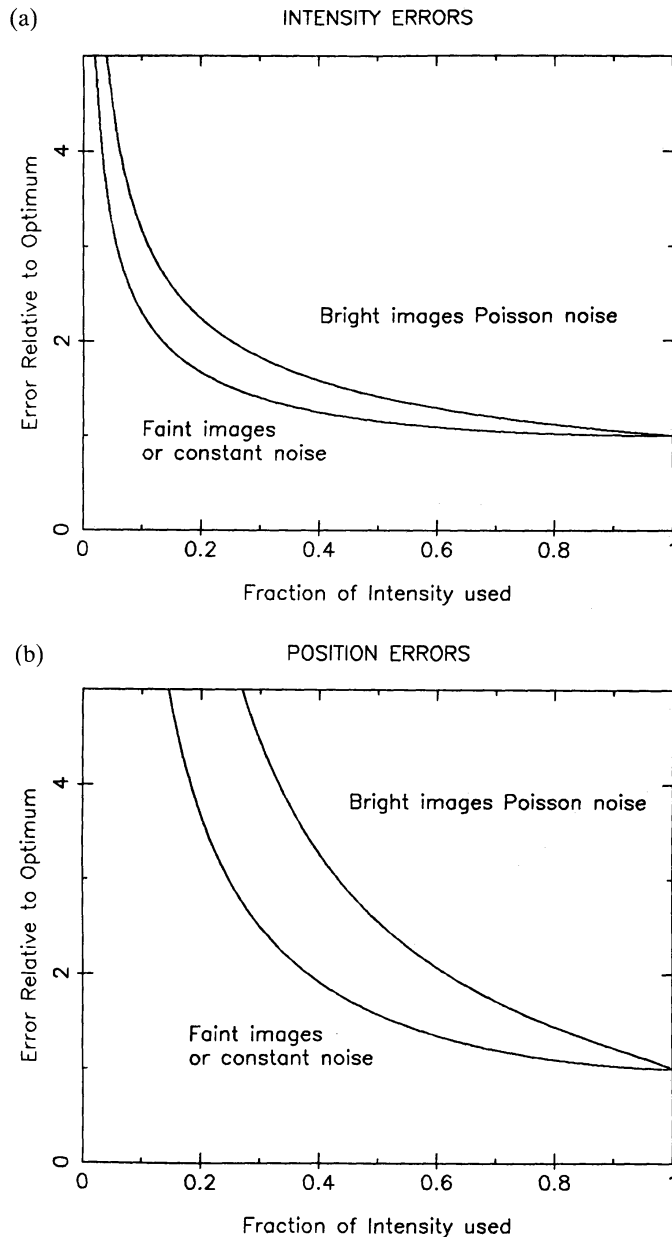 (a)
INTENSITY ERRORS
Error Relative to Optimum
4
2
0
Bright images Poisson noise
Faint images
or constant noise
0 0.2 0.4 0.6 0.8 1
Fraction of Intensity used
(b)
POSITION ERRORS
Error Relative to Optimum
4
2
0
Bright images Poisson noise
Faint images
or constant noise
0 0.2 0.4 0.6 0.8 1
Fraction of Intensity used